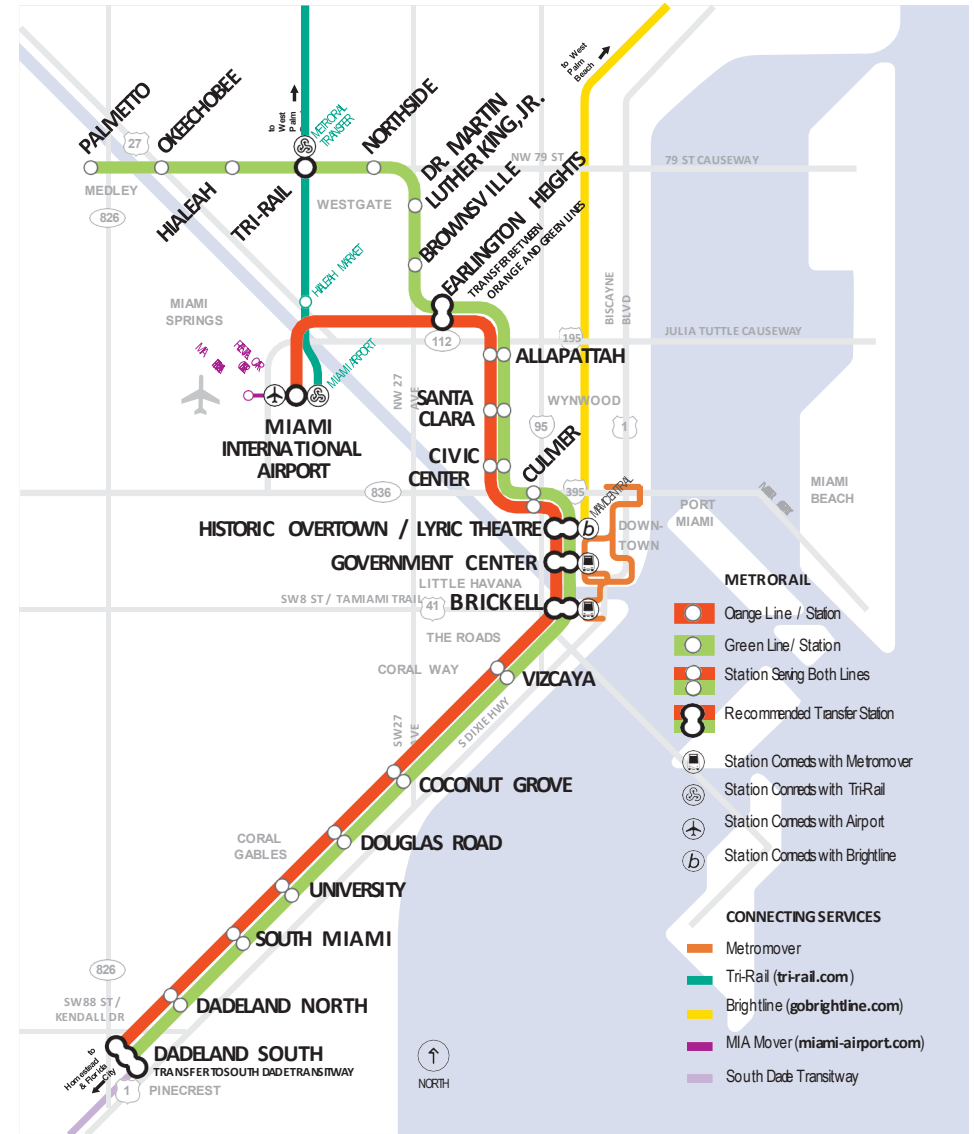 to West
Palm
Beach
to
West
Palm
METRORAIL
TRANSFER
PALMETTO
OKEECHOBEE
NORTHSIDE
DR. MARTIN
LUTHER KING, JR.
27
NW 79 ST
79 ST CAUSEWAY
MEDLEY
826
HIALEAH
TRI-RAIL
WESTGATE
BROWNSVILLE
EARLINGTON HEIGHTS
TRANSFER BETWEEN
ORANGE AND GREEN LINES
HIALEAH MARKET
BISCAYNE
BLVD
MIAMI
SPRINGS
112
195
JULIA TUTTLE CAUSEWAY
MIAMI AIRPORT
ALLAPATTAH
NW 27
AVE
SANTA
CLARA
WYNWOOD
95
1
MIAMI
INTERNATIONAL
AIRPORT
CIVIC
CENTER
CULMER
836
395
MIAMICENTRAL
PORT
MIAMI
MIAMI
BEACH
HISTORIC OVERTOWN / LYRIC THEATRE
b
DOWN-
TOWN
GOVERNMENT CENTER
LITTLE HAVANA
SW8 ST / TAMIAMI TRAIL
41
BRICKELL
THE ROADS
CORAL WAY
VIZCAYA
SW27
AVE
S DIXIE HWY
COCONUT GROVE
CORAL
GABLES
DOUGLAS ROAD
UNIVERSITY
SOUTH MIAMI
826
SW88 ST /
KENDALL DR
DADELAND NORTH
DADELAND SOUTH
TRANSFER TO SOUTH DADE TRANSITWAY
to
Homestead
& Florida
City
1
PINECREST
NORTH
METRORAIL
Orange Line / Station
Green Line/ Station
Station Serving Both Lines
Recommended Transfer Station
Station Connects with Metromover
Station Connects with Tri-Rail
Station Connects with Airport
b
Station Connects with Brightline
CONNECTING SERVICES
Metromover
Tri-Rail (tri-rail.com)
Brightline (gobrightline.com)
MIA Mover (miami-airport.com)
South Dade Transitway